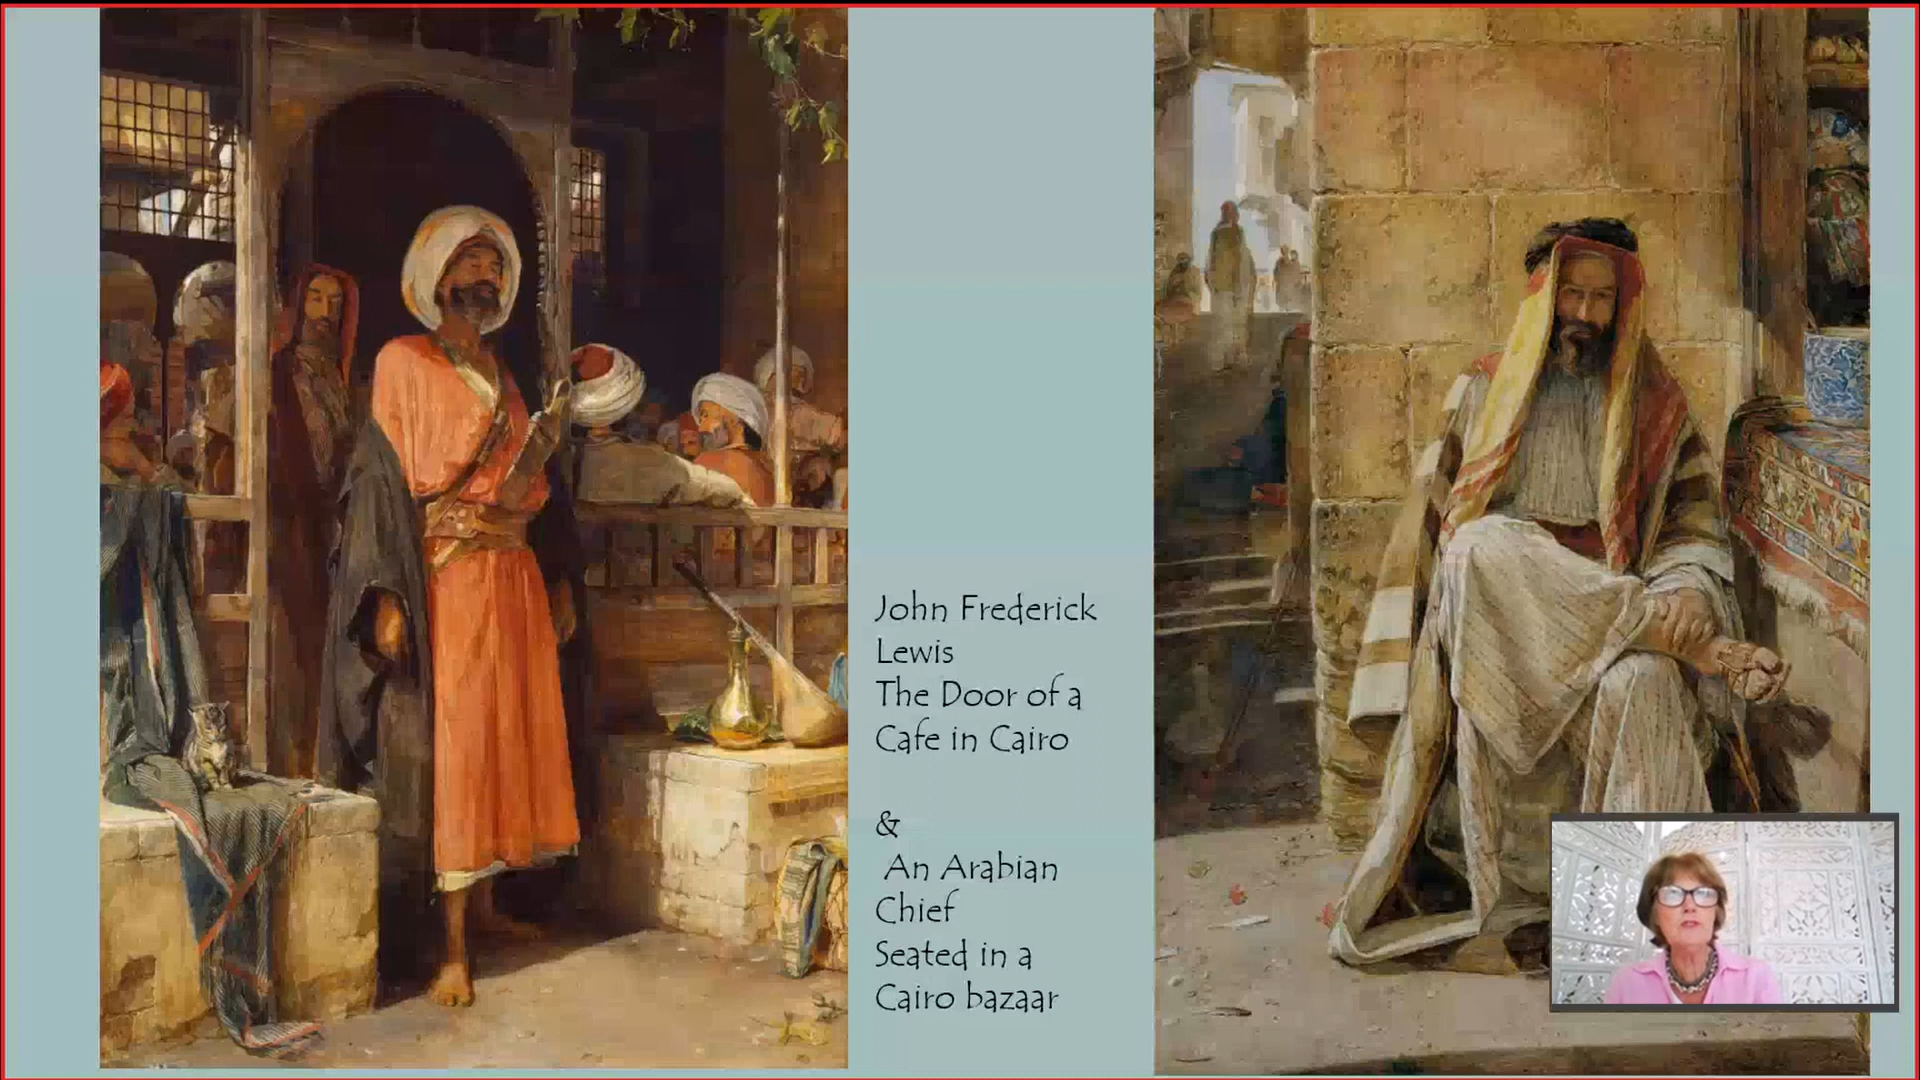 John Frederick
Lewis
The Door of a
Cafe in Cairo
&
An Arabian
Chief
Seated in a
Cairo bazaar